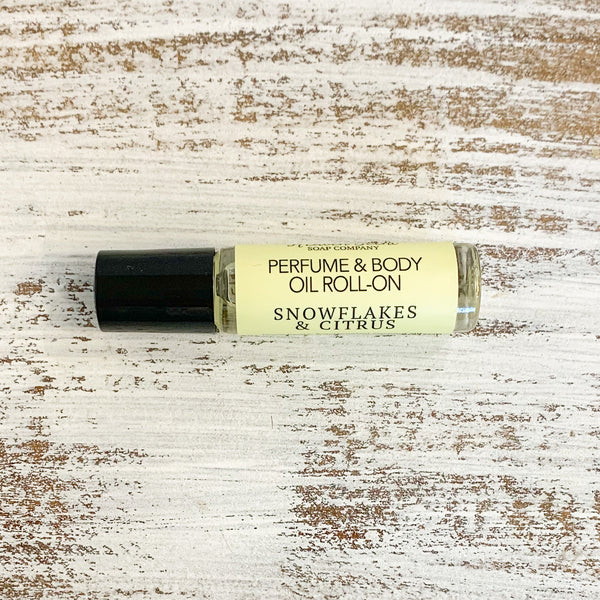 SOAP COMPANY
PERFUME & BODY
OIL ROLL-ON
SNOWFLAKES
& CITRUS